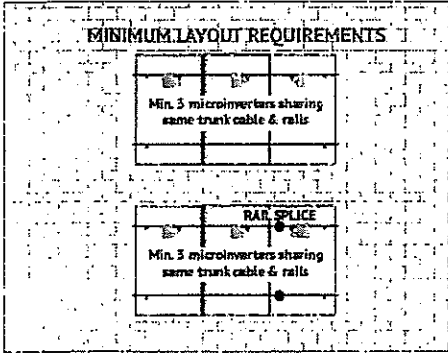 MINIMUM LAYOUT REQUIREMENTS
Min. 3 microinverters sharing
same trunk cable & rails
RAIL SPLICE
Min. 3 microinverters sharing
same trunk cable & rails